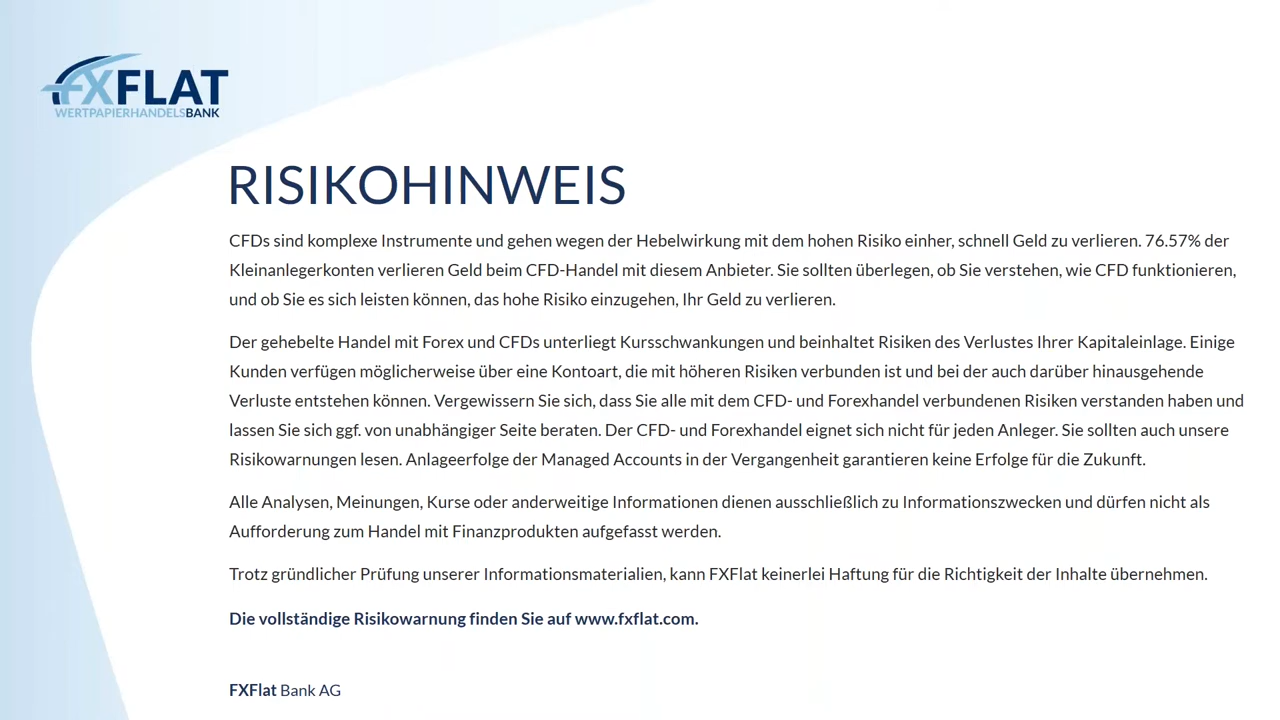 FXFLAT
WERTPAPIERHANDELSBANK
RISIKOHINWEIS
CFDs sind komplexe Instrumente und gehen wegen der Hebelwirkung mit dem hohen Risiko einher, schnell Geld zu verlieren. 76.57% der
Kleinanlegerkonten verlieren Geld beim CFD-Handel mit diesem Anbieter. Sie sollten überlegen, ob Sie verstehen, wie CFD funktionieren,
und ob Sie es sich leisten können, das hohe Risiko einzugehen, Ihr Geld zu verlieren.
Der gehebelte Handel mit Forex und CFDs unterliegt Kursschwankungen und beinhaltet Risiken des Verlustes Ihrer Kapitaleinlage. Einige
Kunden verfügen möglicherweise über eine Kontoart, die mit höheren Risiken verbunden ist und bei der auch darüber hinausgehende
Verluste entstehen können. Vergewissern Sie sich, dass Sie alle mit dem CFD- und Forexhandel verbundenen Risiken verstanden haben und
lassen Sie sich ggf. von unabhängiger Seite beraten. Der CFD- und Forexhandel eignet sich nicht für jeden Anleger. Sie sollten auch unsere
Risikowarnungen lesen. Anlageerfolge der Managed Accounts in der Vergangenheit garantieren keine Erfolge für die Zukunft.
Alle Analysen, Meinungen, Kurse oder anderweitige Informationen dienen ausschließlich zu Informationszwecken und dürfen nicht als
Aufforderung zum Handel mit Finanzprodukten aufgefasst werden.
Trotz gründlicher Prüfung unserer Informationsmaterialien, kann FXFlat keinerlei Haftung für die Richtigkeit der Inhalte übernehmen.
Die vollständige Risikowarnung finden Sie auf www.fxflat.com.
FXFlat Bank AG